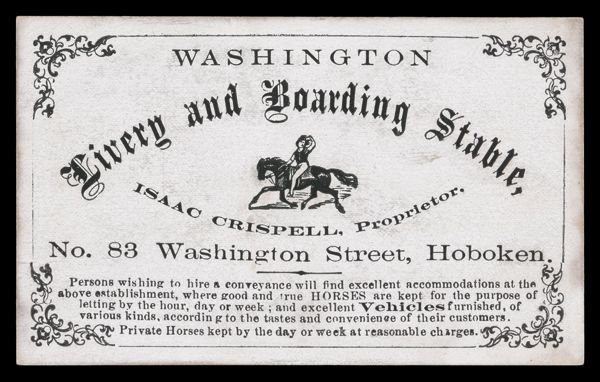 WASHINGTON
Livery and Boarding Stable,
ISAAC CRISPELL, Proprietor.
No. 83 Washington Street, Hoboken.
Persons wishing to hire a conveyance will find excellent accommodations at the
above establishment, where good and true HORSES are kept for the purpose of
letting by the hour, day or week; and excellent Vehicles furnished, of
various kinds, according to the tastes and convenience of their customers.
Private Horses kept by the day or week at reasonable charges.